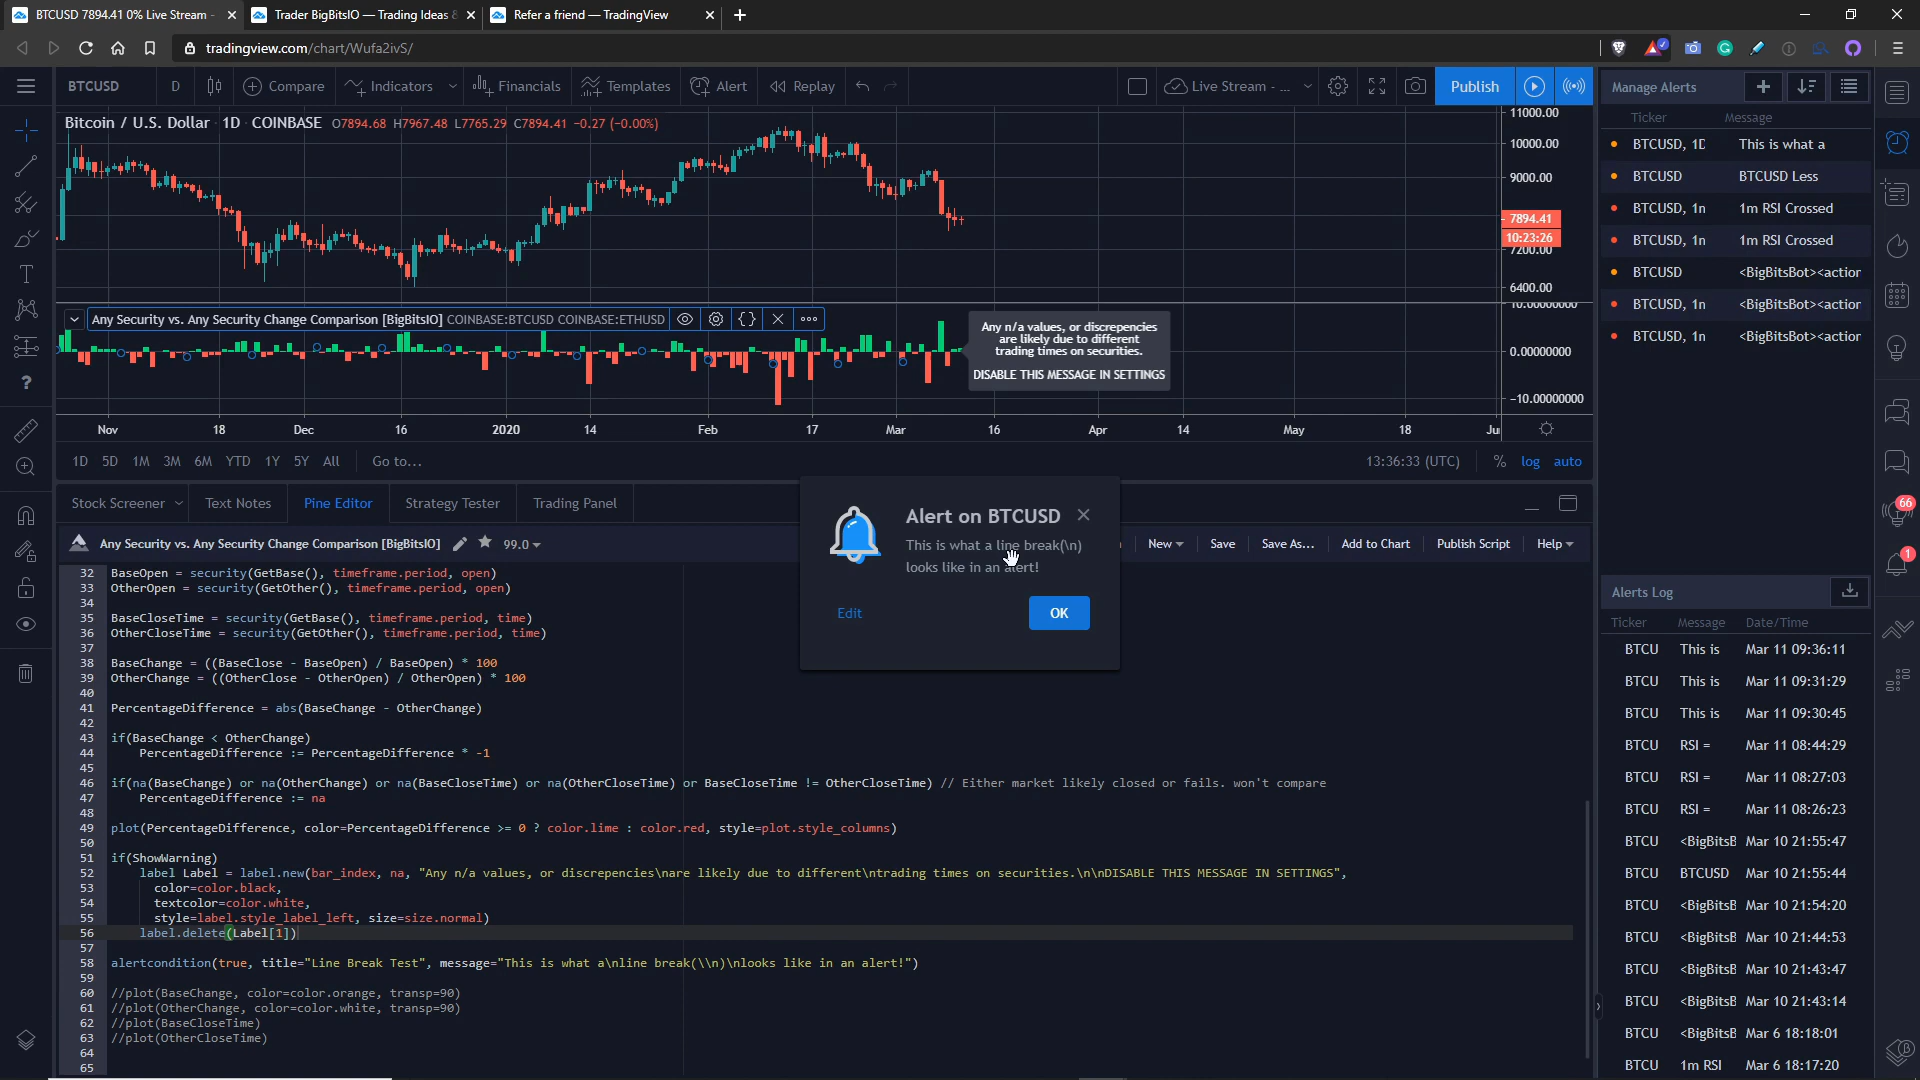 BTCUSD 7894.41 0% Live Stream -
Trader BigBitsIO — Trading Ideas &
Refer a friend — TradingView
tradingview.com/chart/Wufa2ivS/
BTCUSD
D
Compare
Indicators
Financials
Templates
Alert
Replay
Live Stream - ...
Publish
Manage Alerts
Bitcoin / U.S. Dollar 1D COINBASE O7894.68 H7967.48 L7765.29 C7894.41 -0.27 (-0.00%)
11000.00
10000.00
9000.00
7894.41
10:23:26
7200.00
6400.00
Any Security vs. Any Security Change Comparison [BigBitsIO] COINBASE:BTCUSD COINBASE:ETHUSD
Any n/a values, or discrepencies
are likely due to different
trading times on securities.
DISABLE THIS MESSAGE IN SETTINGS
10.00000000
0.00000000
-10.00000000
Nov 18 Dec 16 2020 14 Feb 17 Mar 16 Apr 14 May 18
1D 5D 1M 3M 6M YTD 1Y 5Y All Go to...
13:36:33 (UTC) % log auto
Stock Screener
Text Notes
Pine Editor
Strategy Tester
Trading Panel
Any Security vs. Any Security Change Comparison [BigBitsIO]
99.0
New
Save
Save As...
Add to Chart
Publish Script
Help
Alert on BTCUSD
This is what a line break(\n)
looks like in an alert!
Edit
OK
32 BaseOpen = security(GetBase(), timeframe.period, open)
33 OtherOpen = security(GetOther(), timeframe.period, open)
34
35 BaseCloseTime = security(GetBase(), timeframe.period, time)
36 OtherCloseTime = security(GetOther(), timeframe.period, time)
37
38 BaseChange = ((BaseClose - BaseOpen) / BaseOpen) * 100
39 OtherChange = ((OtherClose - OtherOpen) / OtherOpen) * 100
40
41 PercentageDifference = abs(BaseChange - OtherChange)
42
43 if(BaseChange < OtherChange)
44 PercentageDifference := PercentageDifference * -1
45
46 if(na(BaseChange) or na(OtherChange) or na(BaseCloseTime) or na(OtherCloseTime) or BaseCloseTime != OtherCloseTime) // Either market likely closed or fails. won't compare
47 PercentageDifference := na
48
49 plot(PercentageDifference, color=PercentageDifference >= 0 ? color.lime : color.red, style=plot.style_columns)
50
51 if(ShowWarning)
52 label Label = label.new(bar_index, na, "Any n/a values, or discrepencies\nare likely due to different\ntrading times on securities.\n\nDISABLE THIS MESSAGE IN SETTINGS",
53 color=color.black,
54 textcolor=color.white,
55 style=label.style_label_left, size=size.normal)
56 label.delete(Label[1])
57
58 alertcondition(true, title="Line Break Test", message="This is what a\nline break(\\n)\nlooks like in an alert!")
59
60 //plot(BaseChange, color=color.orange, transp=90)
61 //plot(OtherChange, color=color.white, transp=90)
62 //plot(BaseCloseTime)
63 //plot(OtherCloseTime)
64
65
Ticker Message
BTCUSD, 1D This is what a
BTCUSD BTCUSD Less
BTCUSD, 1n 1m RSI Crossed
BTCUSD, 1n 1m RSI Crossed
BTCUSD <BigBitsBot><action
BTCUSD, 1n <BigBitsBot><action
BTCUSD, 1n <BigBitsBot><action
66
1
Alerts Log
Ticker Message Date/Time
BTCU This is Mar 11 09:36:11
BTCU This is Mar 11 09:31:29
BTCU This is Mar 11 09:30:45
BTCU RSI = Mar 11 08:44:29
BTCU RSI = Mar 11 08:27:03
BTCU RSI = Mar 11 08:26:23
BTCU <BigBitsB Mar 10 21:55:47
BTCU BTCUSD Mar 10 21:55:44
BTCU <BigBitsB Mar 10 21:54:20
BTCU <BigBitsB Mar 10 21:44:53
BTCU <BigBitsB Mar 10 21:43:47
BTCU <BigBitsB Mar 10 21:43:14
BTCU <BigBitsB Mar 6 18:18:01
BTCU 1m RSI Mar 6 18:17:20